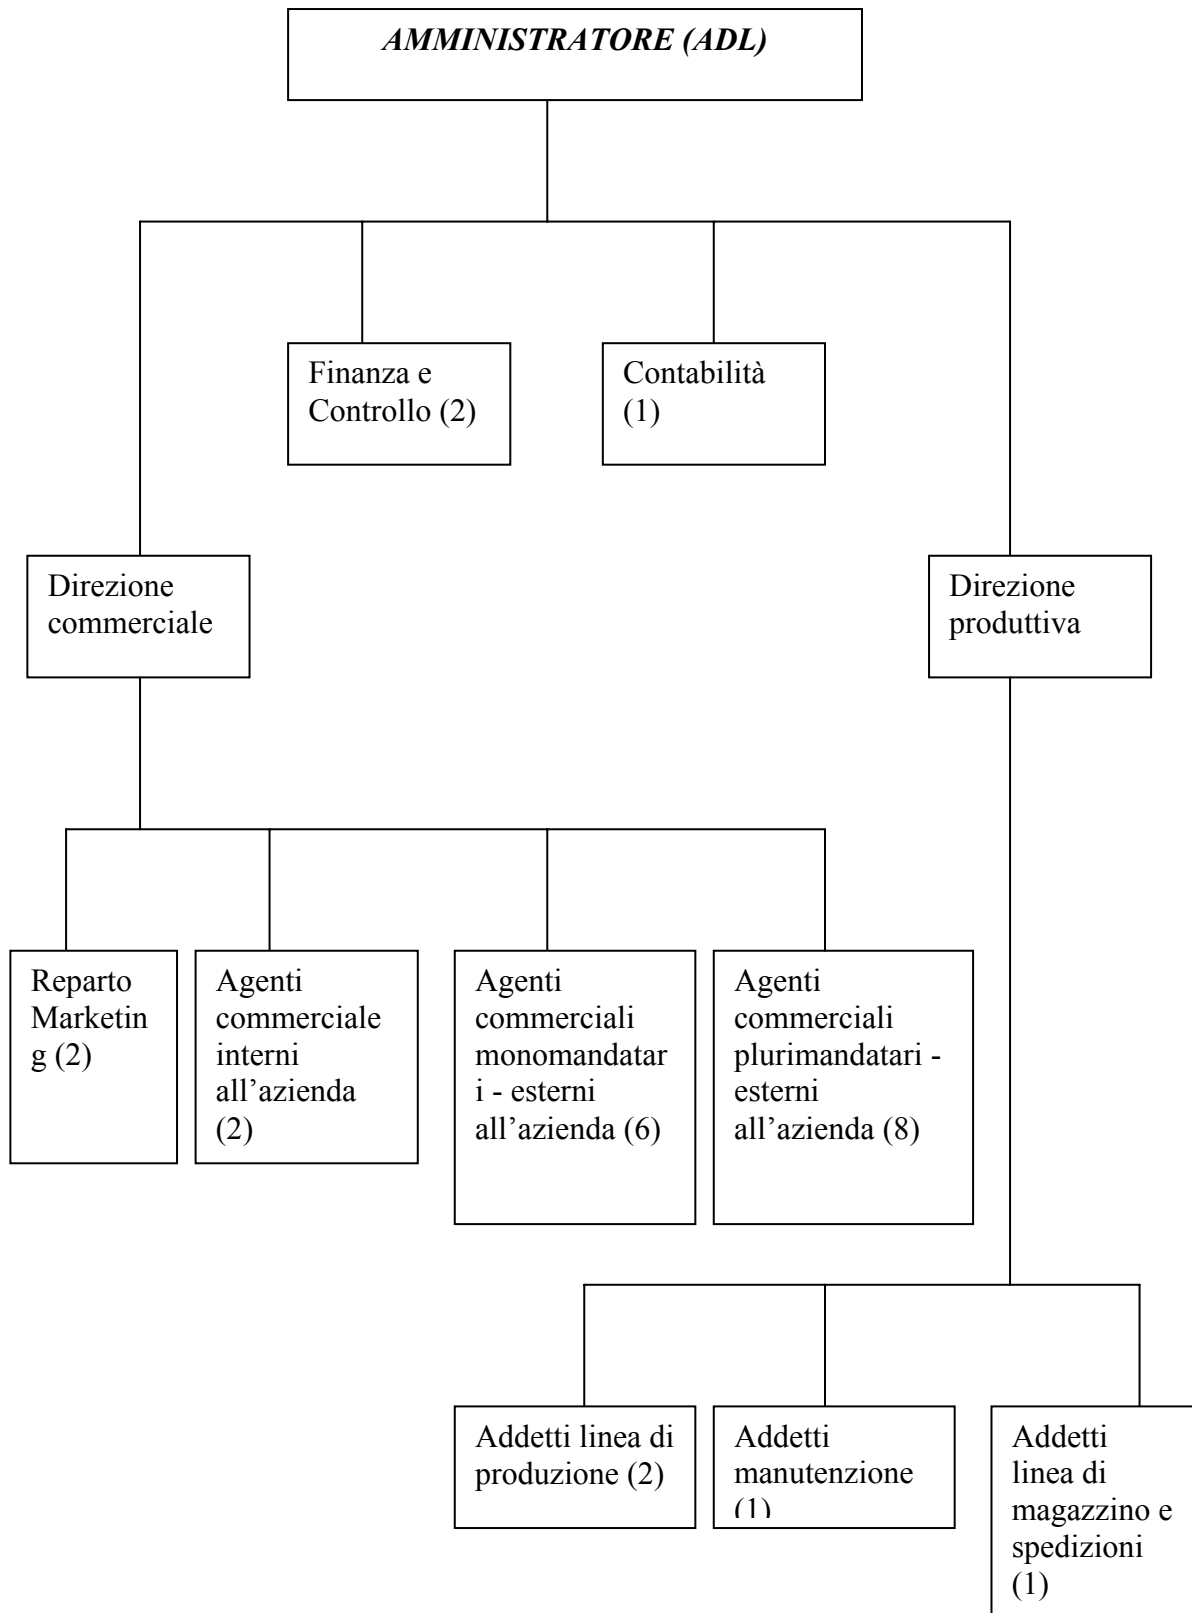 AMMINISTRATORE (ADL)
Finanza e
Controllo (2)
Contabilità
(1)
Direzione
commerciale
Direzione
produttiva
Reparto
Marketin
g (2)
Agenti
commerciale
interni
all’azienda
(2)
Agenti
commerciali
monomandatar
i - esterni
all’azienda (6)
Agenti
commerciali
plurimandatari -
esterni
all’azienda (8)
Addetti linea di
produzione (2)
Addetti
manutenzione
(1)
Addetti
linea di
magazzino e
spedizioni
(1)